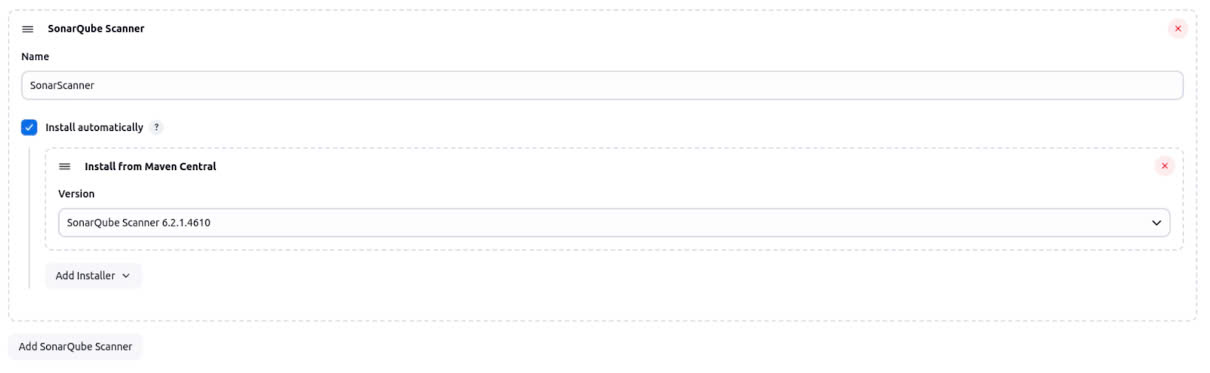 SonarQube Scanner
Name
SonarScanner
Install automatically ?
Install from Maven Central
Version
SonarQube Scanner 6.2.1.4610
Add Installer
Add SonarQube Scanner